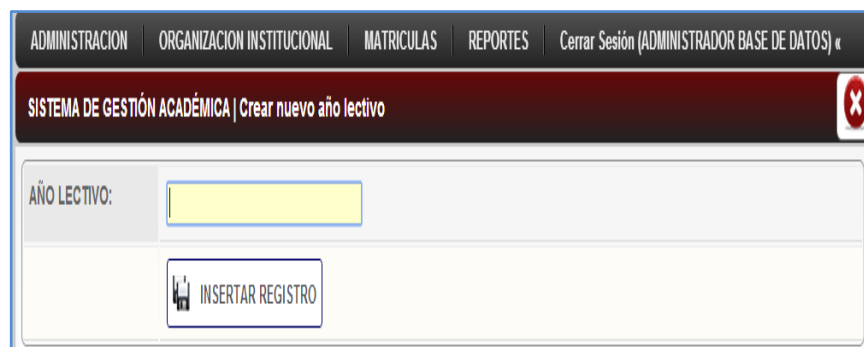 ADMINISTRACION ORGANIZACION INSTITUCIONAL MATRICULAS REPORTES Cerrar Sesión (ADMINISTRADOR BASE DE DATOS) «
SISTEMA DE GESTIÓN ACADÉMICA | Crear nuevo año lectivo
AÑO LECTIVO:
INSERTAR REGISTRO